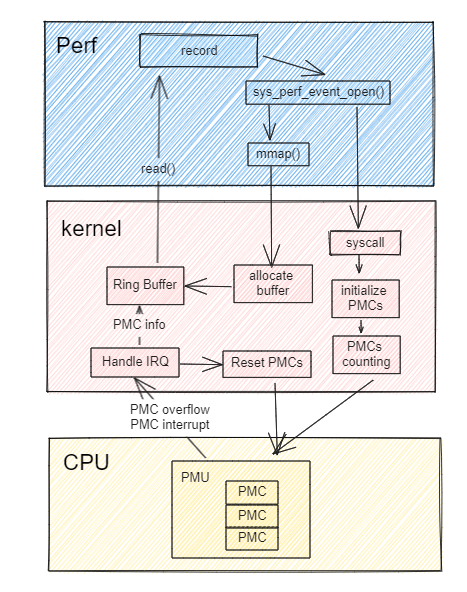 Perf
record
sys_perf_event_open()
mmap()
read()
kernel
syscall
Ring Buffer
allocate
buffer
initialize
PMCs
PMC info
PMCs
counting
Handle IRQ
Reset PMCs
PMC overflow
PMC interrupt
CPU
PMU
PMC
PMC
PMC